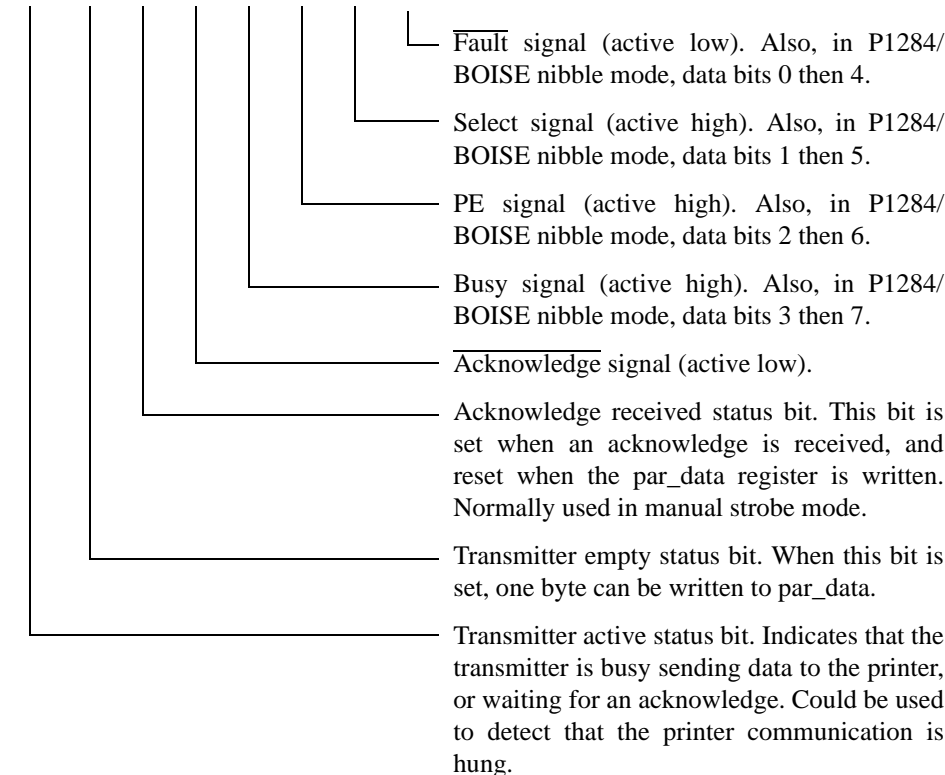 Fault signal (active low). Also, in P1284/
BOISE nibble mode, data bits 0 then 4.
Select signal (active high). Also, in P1284/
BOISE nibble mode, data bits 1 then 5.
PE signal (active high). Also, in P1284/
BOISE nibble mode, data bits 2 then 6.
Busy signal (active high). Also, in P1284/
BOISE nibble mode, data bits 3 then 7.
Acknowledge signal (active low).
Acknowledge received status bit. This bit is
set when an acknowledge is received, and
reset when the par_data register is written.
Normally used in manual strobe mode.
Transmitter empty status bit. When this bit is
set, one byte can be written to par_data.
Transmitter active status bit. Indicates that the
transmitter is busy sending data to the printer,
or waiting for an acknowledge. Could be used
to detect that the printer communication is
hung.